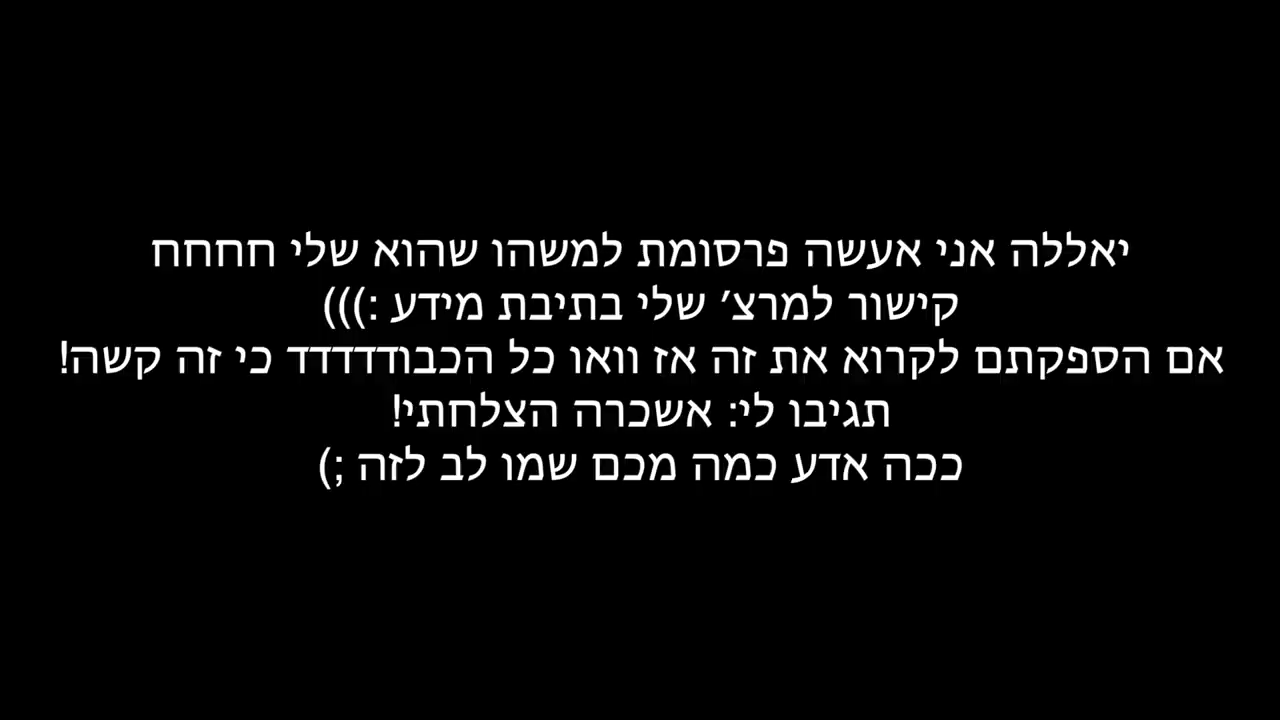 יאללה אני אעשה פרסומת למשהו שהוא שלי חחחח
קישור למרצ׳ שלי בתיבת מידע :)))
אם הספקתם לקרוא את זה אז וואו כל הכבודדדדדד כי זה קשה!
תגיבו לי: אשכרה הצלחתי!
ככה אדע כמה מכם שמו לב לזה ;)